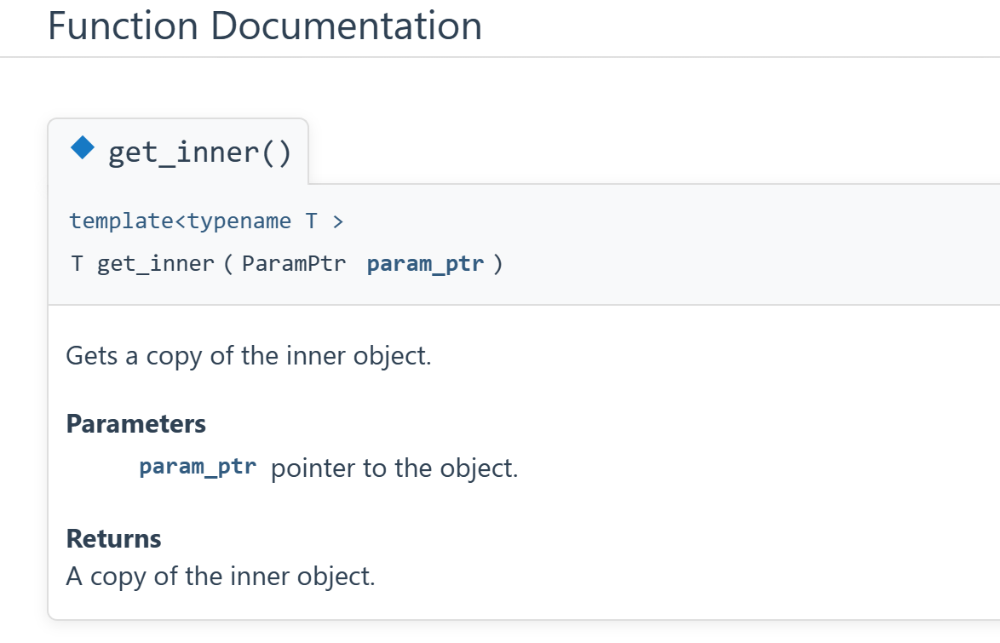 Function Documentation
get_inner()
template<typename T >
T get_inner ( ParamPtr param_ptr )
Gets a copy of the inner object.
Parameters
param_ptr pointer to the object.
Returns
A copy of the inner object.